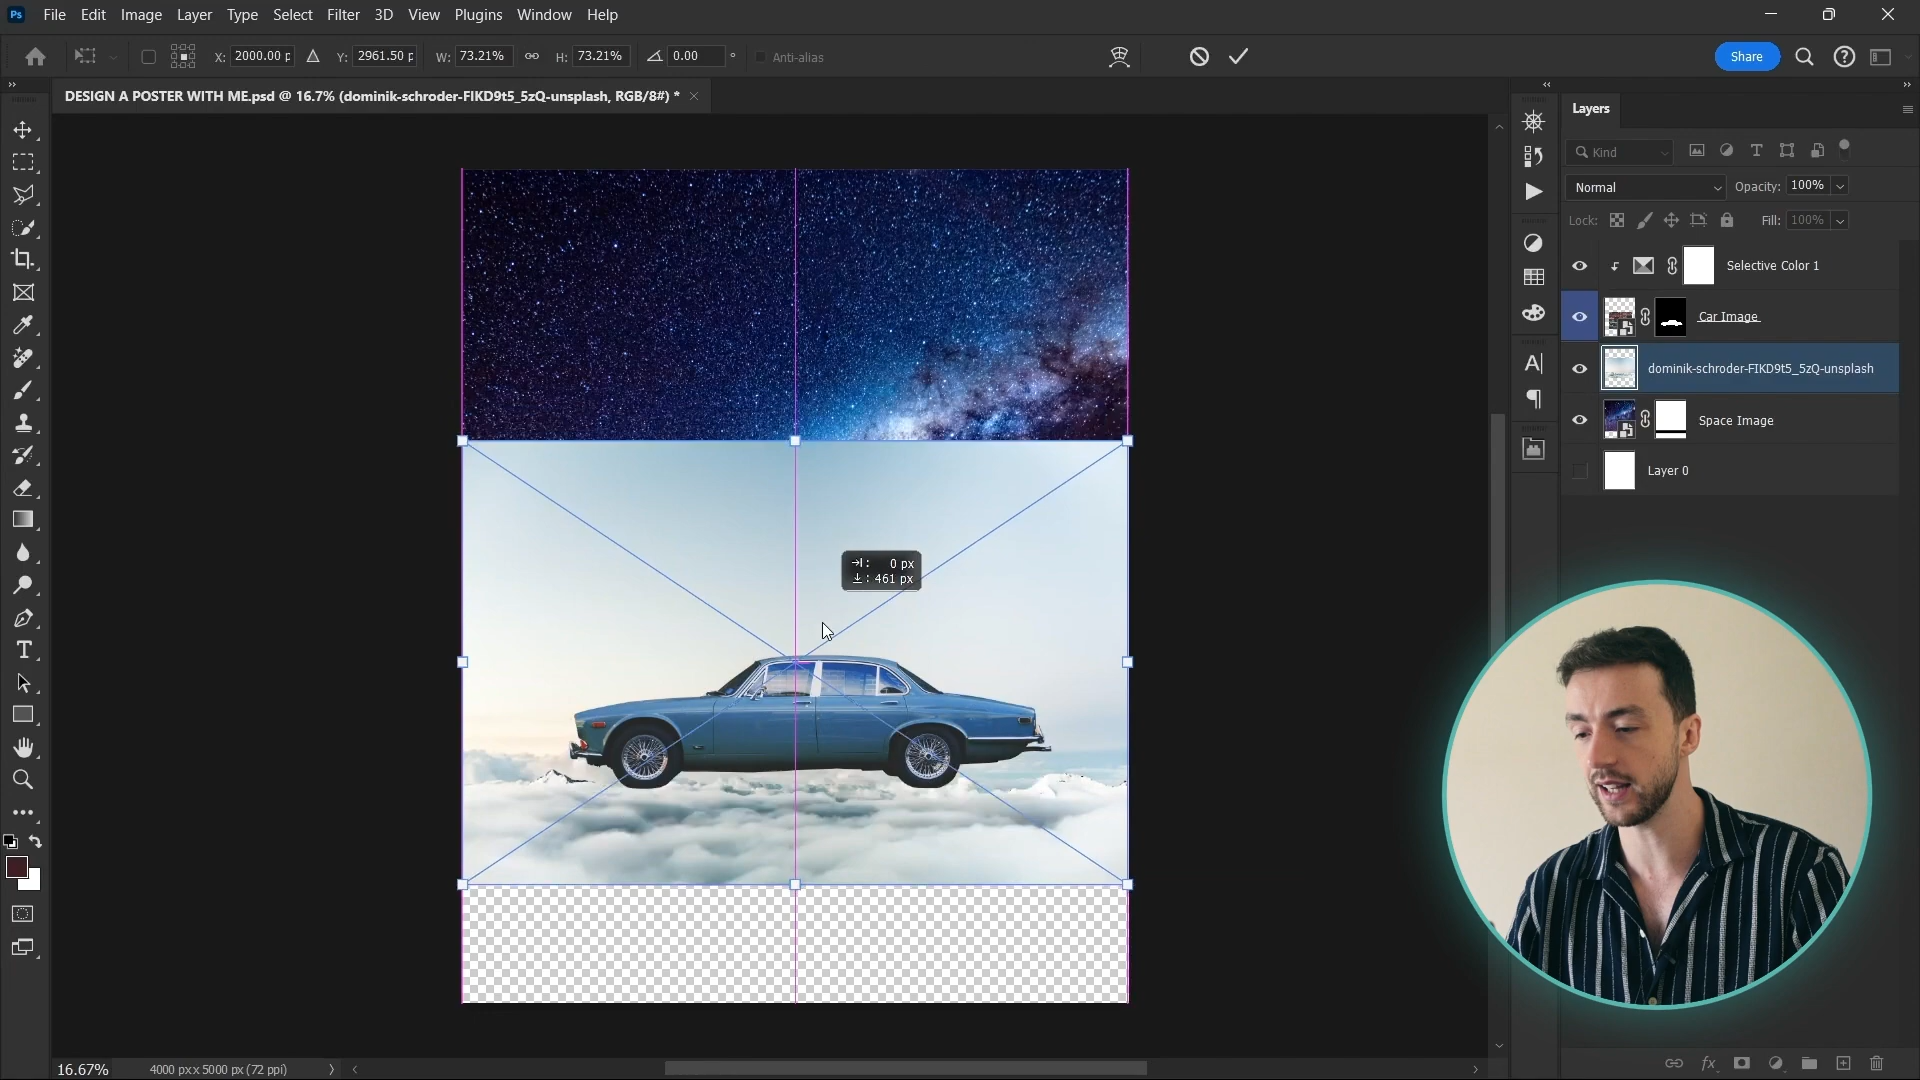 Ps File Edit Image Layer Type Select Filter 3D View Plugins Window Help
X: 2000.00 p Y: 2961.50 p W: 73.21% H: 73.21% 0.00 ° Anti-alias Share
DESIGN A POSTER WITH ME.psd @ 16.7% (dominik-schroder-FIKD9t5_5zQ-unsplash, RGB/8#) * ×
Layers
Kind
Normal Opacity: 100%
Lock: Fill: 100%
Selective Color 1
Car Image
dominik-schroder-FIKD9t5_5zQ-unsplash
Space Image
Layer 0
: 0 px
: 461 px
16.67% 4000 px x 5000 px (72 ppi)
fx